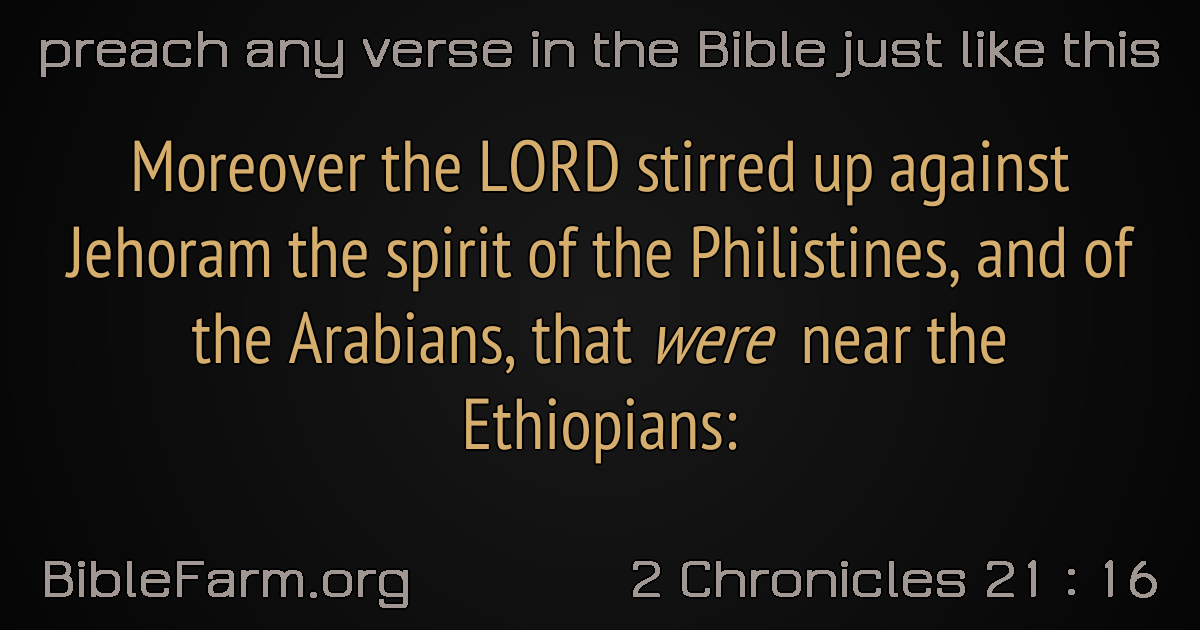 preach any verse in the Bible just like this
Moreover the LORD stirred up against
Jehoram the spirit of the Philistines, and of
the Arabians, that were near the
Ethiopians:
BibleFarm.org
2 Chronicles 21 : 16